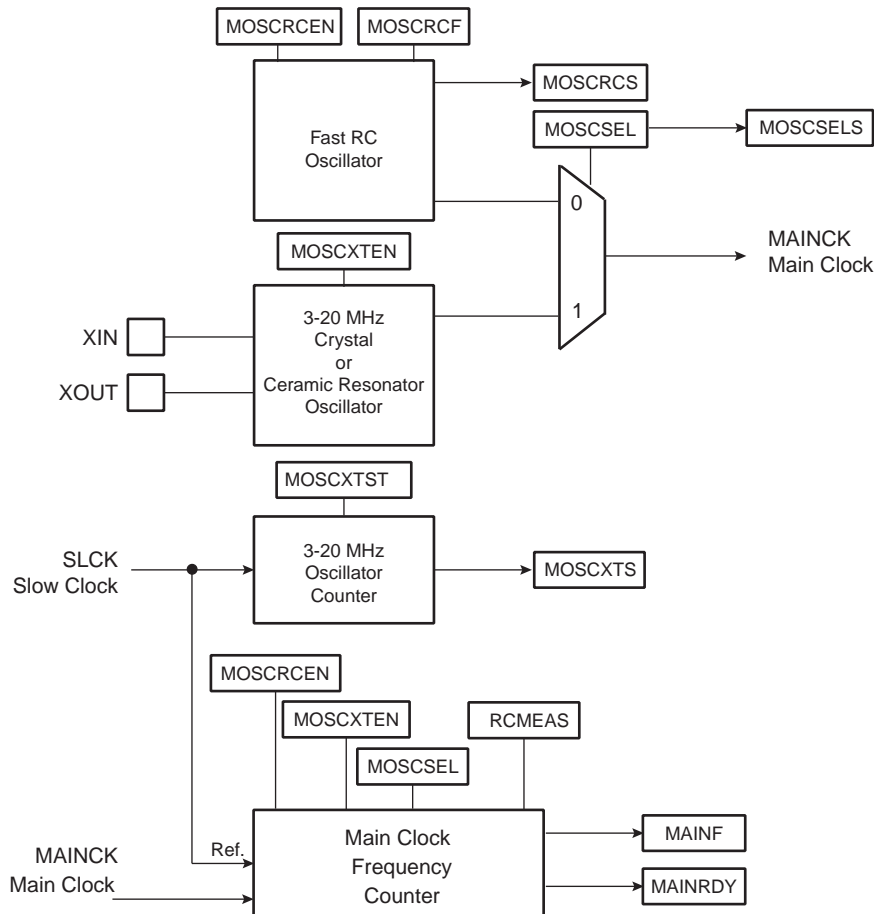 MOSCRCEN
MOSCRCF
MOSCRCS
Fast RC
Oscillator
MOSCSEL
MOSCSELS
0
MAINCK
Main Clock
MOSCXTEN
3-20 MHz
Crystal
or
Ceramic Resonator
Oscillator
1
XIN
XOUT
MOSCXTST
SLCK
Slow Clock
3-20 MHz
Oscillator
Counter
MOSCXTS
MOSCRCEN
MOSCXTEN
RCMEAS
MOSCSEL
Ref.
MAINCK
Main Clock
Main Clock
Frequency
Counter
MAINF
MAINRDY